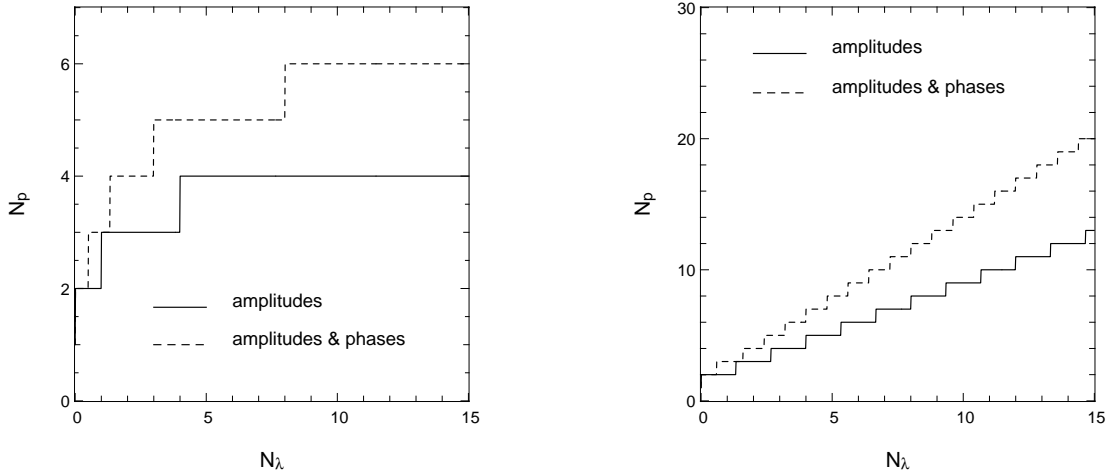 6
4
2
0
N_p
amplitudes
amplitudes & phases
0 5 10 15
N_λ
30
20
10
0
N_p
amplitudes
amplitudes & phases
0 5 10 15
N_λ